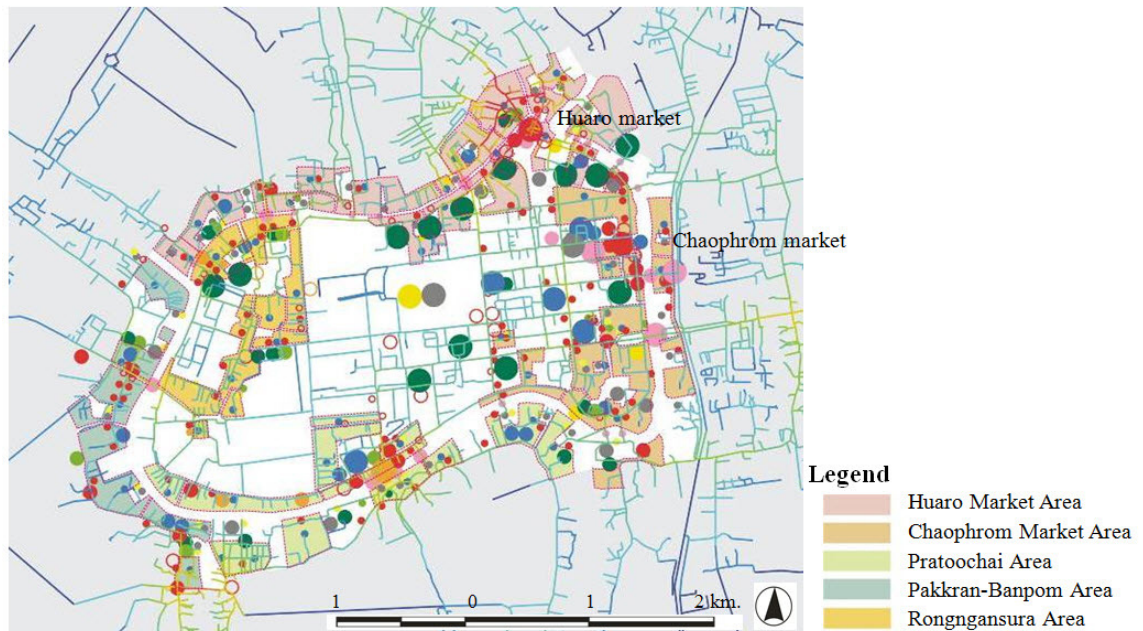 Huaro market
Chaophrom market
Legend
Huaro Market Area
Chaophrom Market Area
Pratoochai Area
Pakkran-Banpom Area
Rongngansura Area
1 0 1 2 km.